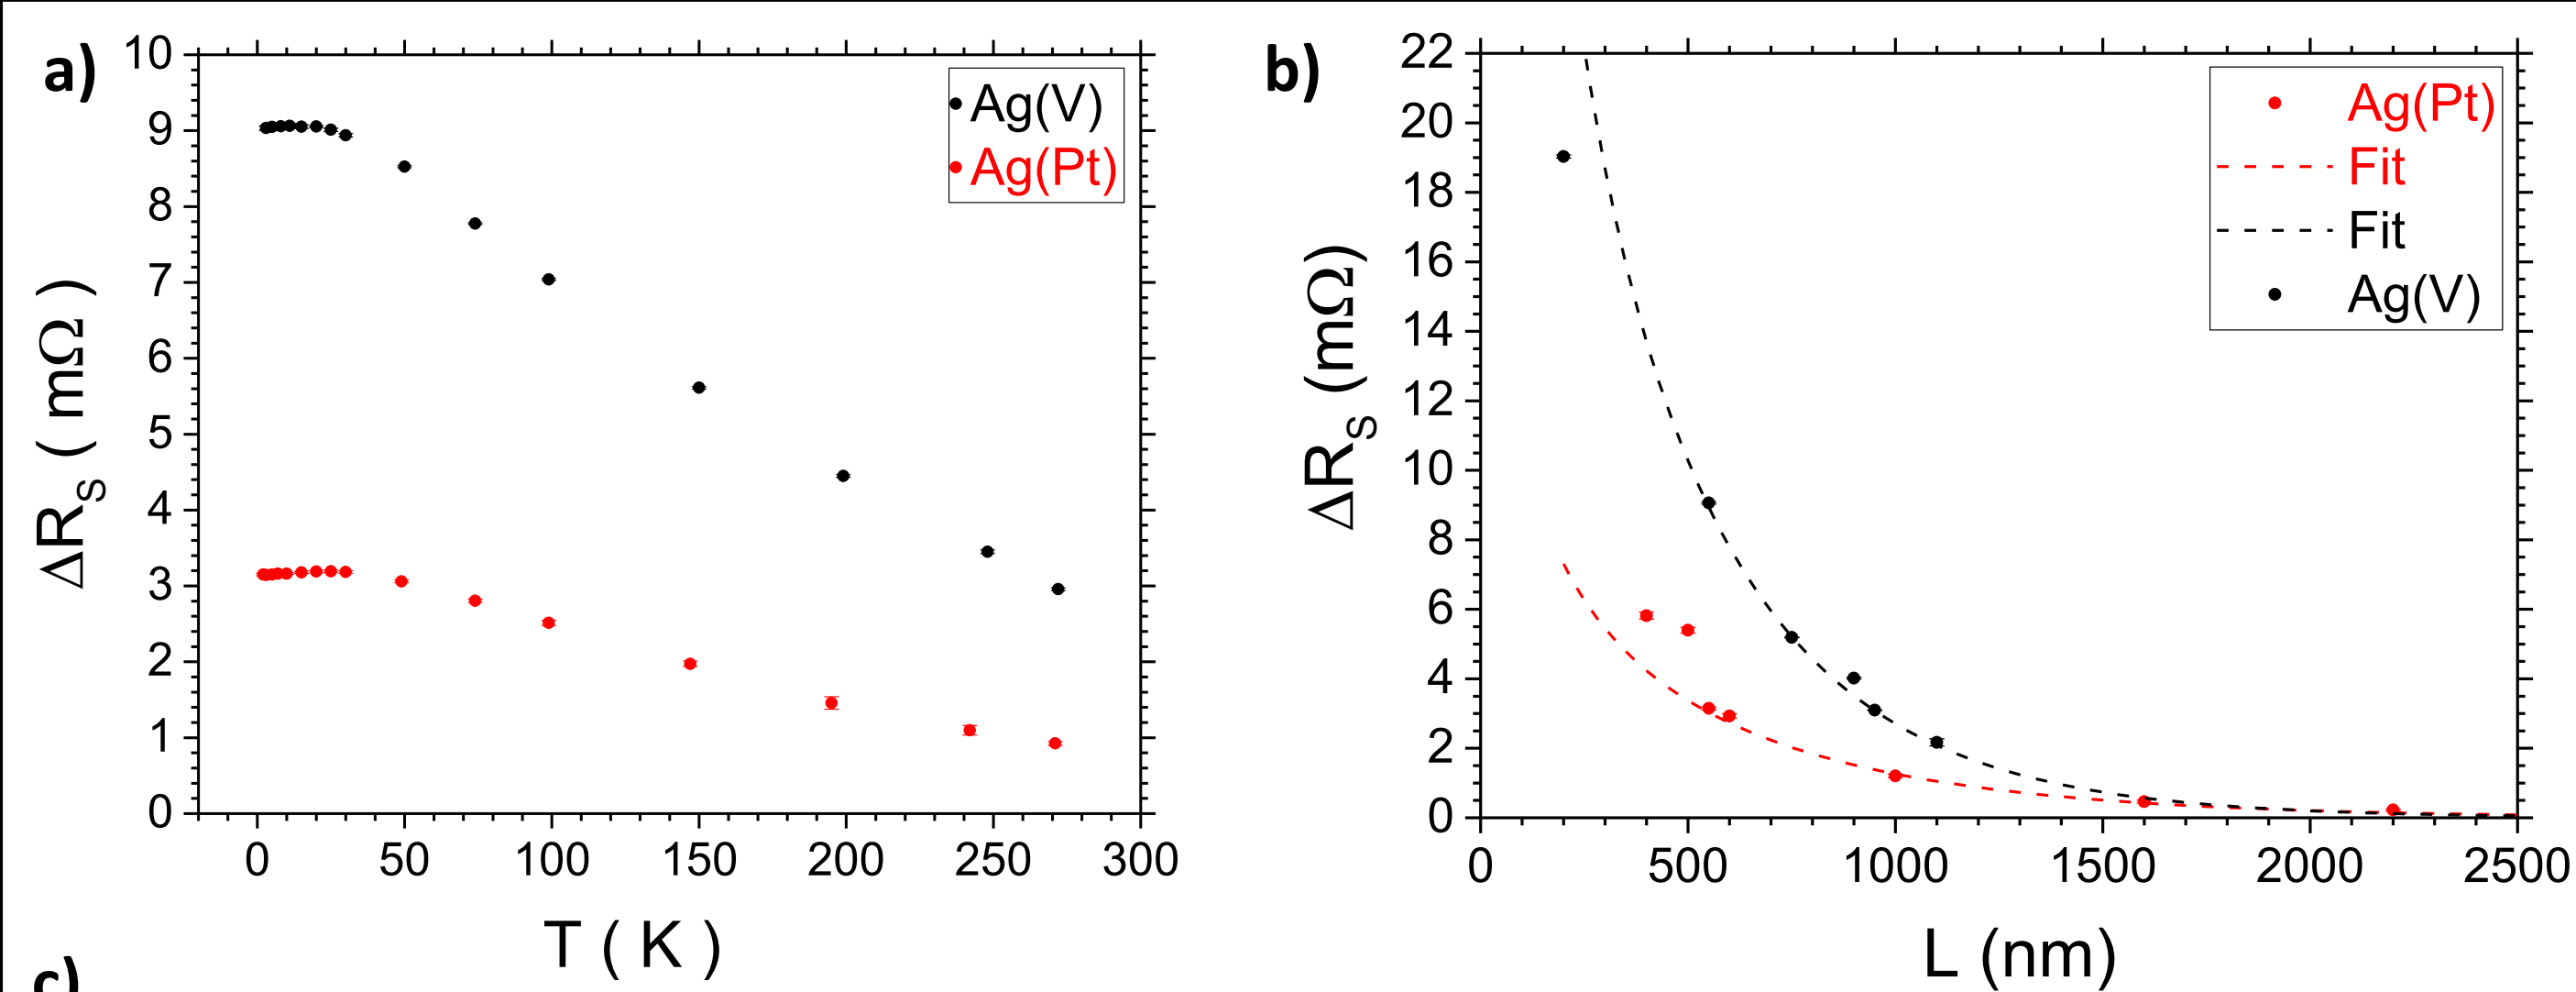 a)
10
9
8
7
6
5
4
3
2
1
0
ΔRS ( mΩ )
Ag(V)
Ag(Pt)
0 50 100 150 200 250 300
T ( K )
b)
22
20
18
16
14
12
10
8
6
4
2
0
ΔRS (mΩ)
Ag(Pt)
Fit
Fit
Ag(V)
0 500 1000 1500 2000 2500
L (nm)
c)